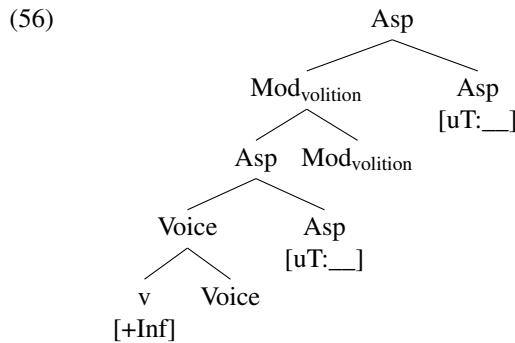 (56) Asp
Mod_volition Asp
[uT:__]
Asp Mod_volition
Voice Asp
[uT:__]
v Voice
[+Inf]